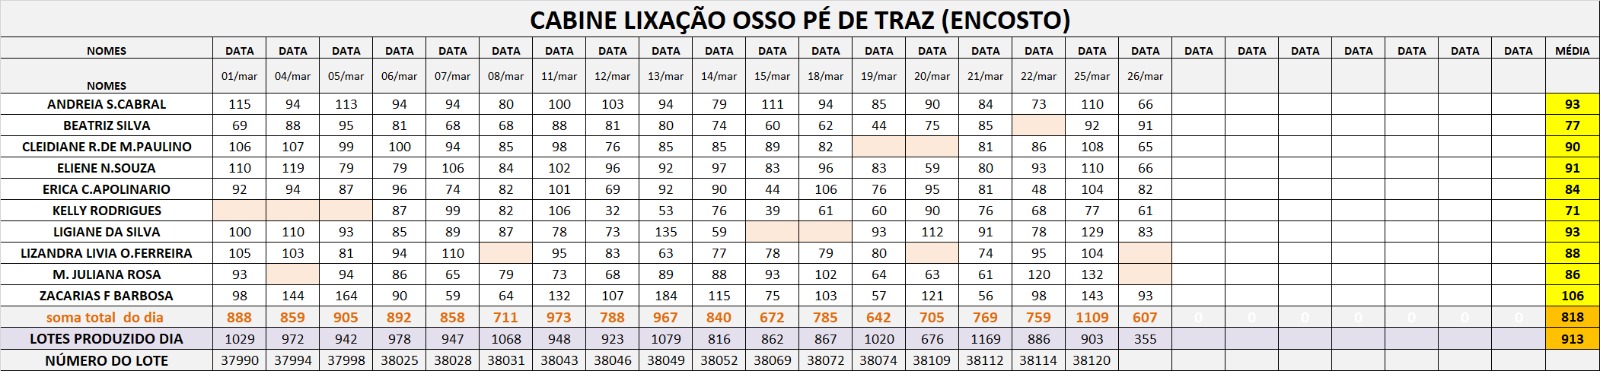 CABINE LIXAÇÃO OSSO PÉ DE TRAZ (ENCOSTO)
NOMES DATA DATA DATA DATA DATA DATA DATA DATA DATA DATA DATA DATA DATA DATA DATA DATA DATA DATA DATA DATA DATA DATA DATA DATA DATA MÉDIA
NOMES 01/mar 04/mar 05/mar 06/mar 07/mar 08/mar 11/mar 12/mar 13/mar 14/mar 15/mar 18/mar 19/mar 20/mar 21/mar 22/mar 25/mar 26/mar
ANDREIA S.CABRAL 115 94 113 94 94 80 100 103 94 79 111 94 85 90 84 73 110 66 93
BEATRIZ SILVA 69 88 95 81 68 68 88 81 80 74 60 62 44 75 85 92 91 77
CLEIDIANE R.DE M.PAULINO 106 107 99 100 94 85 98 76 85 85 89 82 81 86 108 65 90
ELIENE N.SOUZA 110 119 79 79 106 84 102 96 92 97 83 96 83 59 80 93 110 66 91
ERICA C.APOLINARIO 92 94 87 96 74 82 101 69 92 90 44 106 76 95 81 48 104 82 84
KELLY RODRIGUES 87 99 82 106 32 53 76 39 61 60 90 76 68 77 61 71
LIGIANE DA SILVA 100 110 93 85 89 87 78 73 135 59 93 112 91 78 129 83 93
LIZANDRA LIVIA O.FERREIRA 105 103 81 94 110 95 83 63 77 78 79 80 74 95 104 88
M. JULIANA ROSA 93 94 86 65 79 73 68 89 88 93 102 64 63 61 120 132 86
ZACARIAS F BARBOSA 98 144 164 90 59 64 132 107 184 115 75 103 57 121 56 98 143 93 106
soma total do dia 888 859 905 892 858 711 973 788 967 840 672 785 642 705 769 759 1109 607 0 0 0 0 0 0 0 818
LOTES PRODUZIDO DIA 1029 972 942 978 947 1068 948 923 1079 816 862 867 1020 676 1169 886 903 355 913
NÚMERO DO LOTE 37990 37994 37998 38025 38028 38031 38043 38046 38049 38052 38069 38072 38074 38109 38112 38114 38120